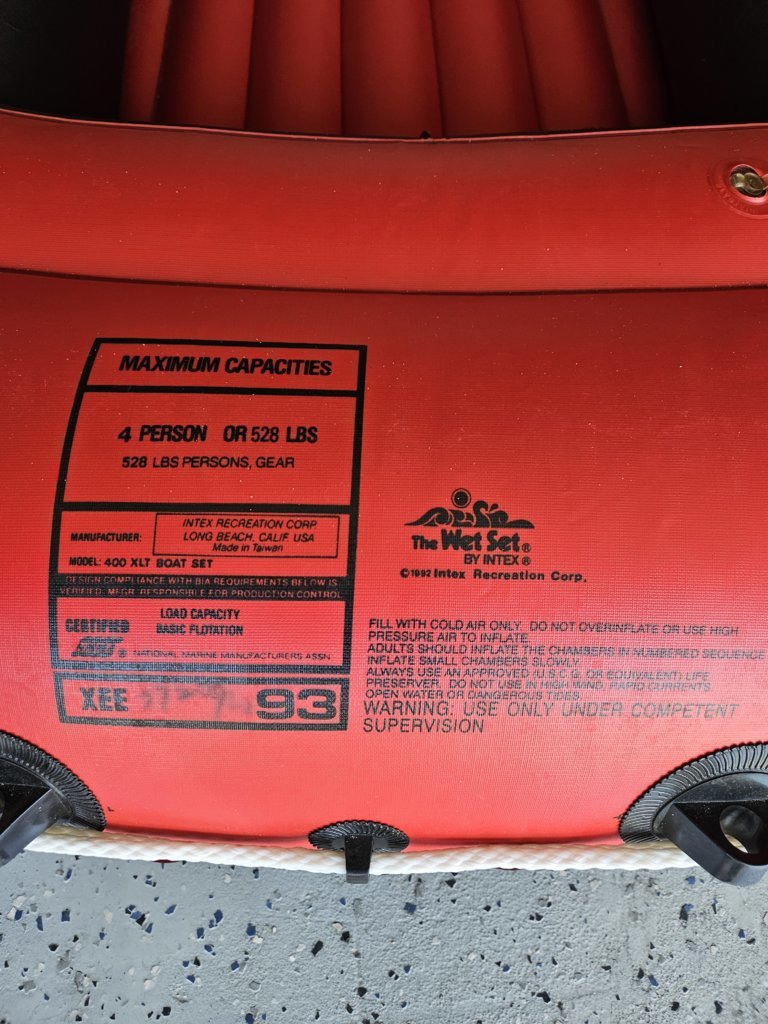 MAXIMUM CAPACITIES
4 PERSON OR 528 LBS
528 LBS PERSONS, GEAR
MANUFACTURER:
INTEX RECREATION CORP
LONG BEACH, CALIF. USA
Made in Taiwan
MODEL: 400 XLT BOAT SET
DESIGN COMPLIANCE WITH BIA REQUIREMENTS BELOW IS
VERIFIED. MFGR. RESPONSIBLE FOR PRODUCTION CONTROL
CERTIFIED
LOAD CAPACITY
BASIC FLOTATION
® NATIONAL MARINE MANUFACTURERS ASSN
XEE
93
The Wet Set®
BY INTEX®
©1992 Intex Recreation Corp.
FILL WITH COLD AIR ONLY. DO NOT OVERINFLATE OR USE HIGH
PRESSURE AIR TO INFLATE.
ADULTS SHOULD INFLATE THE CHAMBERS IN NUMBERED SEQUENCE
INFLATE SMALL CHAMBERS SLOWLY.
ALWAYS USE AN APPROVED (U.S.C.G. OR EQUIVALENT) LIFE
PRESERVER. DO NOT USE IN HIGH WIND, RAPID CURRENTS
OPEN WATER OR DANGEROUS TIDES
WARNING: USE ONLY UNDER COMPETENT
SUPERVISION